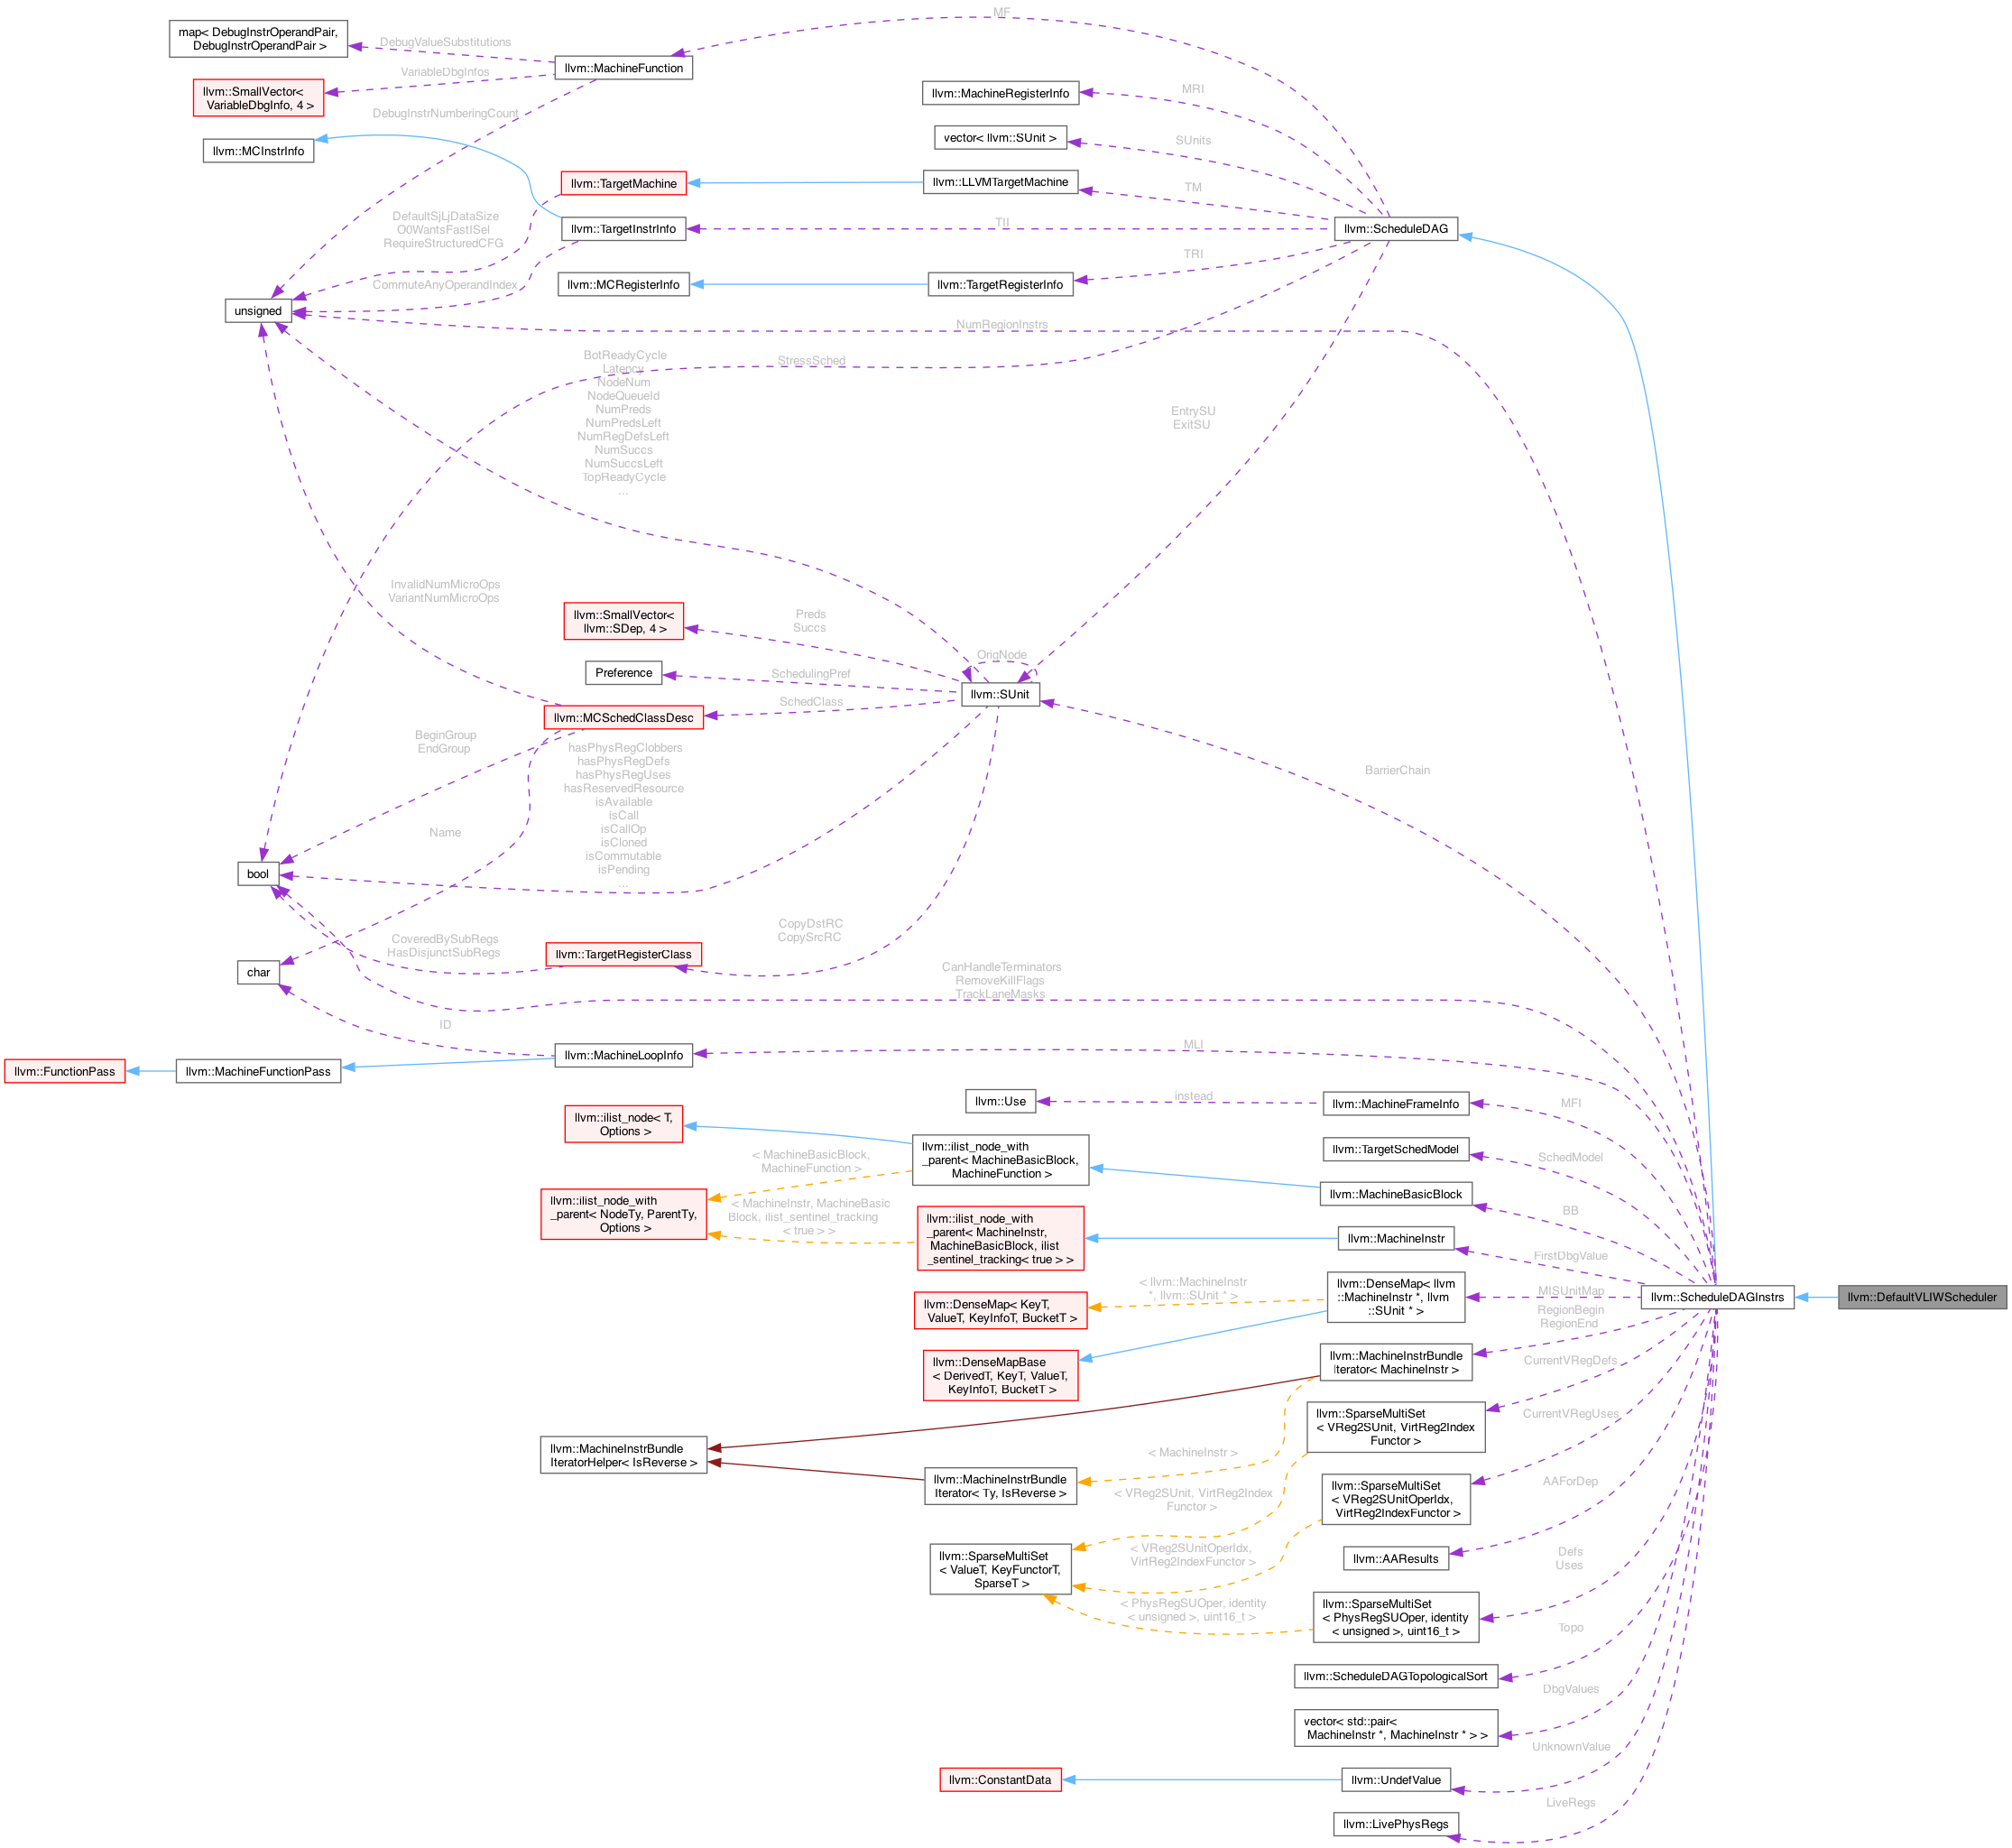 MF
map< DebugInstrOperandPair,
DebugInstrOperandPair >
DebugValueSubstitutions
llvm::MachineFunction
VariableDbgInfos
llvm::SmallVector<
VariableDbgInfo, 4 >
llvm::MachineRegisterInfo
MRI
DebugInstrNumberingCount
llvm::MCInstrInfo
vector< llvm::SUnit >
SUnits
llvm::TargetMachine
llvm::LLVMTargetMachine
TM
DefaultSjLjDataSize
O0WantsFastISel
RequireStructuredCFG
llvm::TargetInstrInfo
TII
llvm::ScheduleDAG
TRI
CommuteAnyOperandIndex
llvm::MCRegisterInfo
llvm::TargetRegisterInfo
unsigned
NumRegionInstrs
StressSched
BotReadyCycle
Latency
NodeNum
NodeQueueId
NumPreds
NumPredsLeft
NumRegDefsLeft
NumSuccs
NumSuccsLeft
TopReadyCycle
...
EntrySU
ExitSU
InvalidNumMicroOps
VariantNumMicroOps
llvm::SmallVector<
llvm::SDep, 4 >
Preds
Succs
OrigNode
Preference
SchedulingPref
llvm::SUnit
llvm::MCSchedClassDesc
SchedClass
BeginGroup
EndGroup
hasPhysRegClobbers
hasPhysRegDefs
hasPhysRegUses
hasReservedResource
isAvailable
isCall
isCallOp
isCloned
isCommutable
isPending
...
BarrierChain
Name
bool
CopyDstRC
CopySrcRC
CoveredBySubRegs
HasDisjunctSubRegs
llvm::TargetRegisterClass
char
CanHandleTerminators
RemoveKillFlags
TrackLaneMasks
ID
llvm::FunctionPass
llvm::MachineFunctionPass
llvm::MachineLoopInfo
MLI
llvm::Use
instead
llvm::MachineFrameInfo
MFI
llvm::ilist_node< T,
Options >
< MachineBasicBlock,
MachineFunction >
llvm::ilist_node_with
_parent< MachineBasicBlock,
MachineFunction >
llvm::TargetSchedModel
SchedModel
llvm::MachineBasicBlock
BB
llvm::ilist_node_with
_parent< NodeTy, ParentTy,
Options >
< MachineInstr, MachineBasic
Block, ilist_sentinel_tracking
< true > >
llvm::ilist_node_with
_parent< MachineInstr,
MachineBasicBlock, ilist
_sentinel_tracking< true > >
llvm::MachineInstr
FirstDbgValue
llvm::DenseMap< KeyT,
ValueT, KeyInfoT, BucketT >
< llvm::MachineInstr
*, llvm::SUnit * >
llvm::DenseMap< llvm
::MachineInstr *, llvm
::SUnit * >
MISUnitMap
llvm::ScheduleDAGInstrs
llvm::DefaultVLIWScheduler
RegionBegin
RegionEnd
llvm::DenseMapBase
< DerivedT, KeyT, ValueT,
KeyInfoT, BucketT >
llvm::MachineInstrBundle
Iterator< MachineInstr >
CurrentVRegDefs
llvm::MachineInstrBundle
IteratorHelper< IsReverse >
< MachineInstr >
llvm::SparseMultiSet
< VReg2SUnit, VirtReg2Index
Functor >
CurrentVRegUses
llvm::MachineInstrBundle
Iterator< Ty, IsReverse >
< VReg2SUnit, VirtReg2Index
Functor >
llvm::SparseMultiSet
< VReg2SUnitOperIdx,
VirtReg2IndexFunctor >
AAForDep
llvm::SparseMultiSet
< ValueT, KeyFunctorT,
SparseT >
< VReg2SUnitOperIdx,
VirtReg2IndexFunctor >
llvm::AAResults
Defs
Uses
< PhysRegSUOper, identity
< unsigned >, uint16_t >
llvm::SparseMultiSet
< PhysRegSUOper, identity
< unsigned >, uint16_t >
Topo
llvm::ScheduleDAGTopologicalSort
DbgValues
vector< std::pair<
MachineInstr *, MachineInstr * > >
UnknownValue
llvm::ConstantData
llvm::UndefValue
LiveRegs
llvm::LivePhysRegs